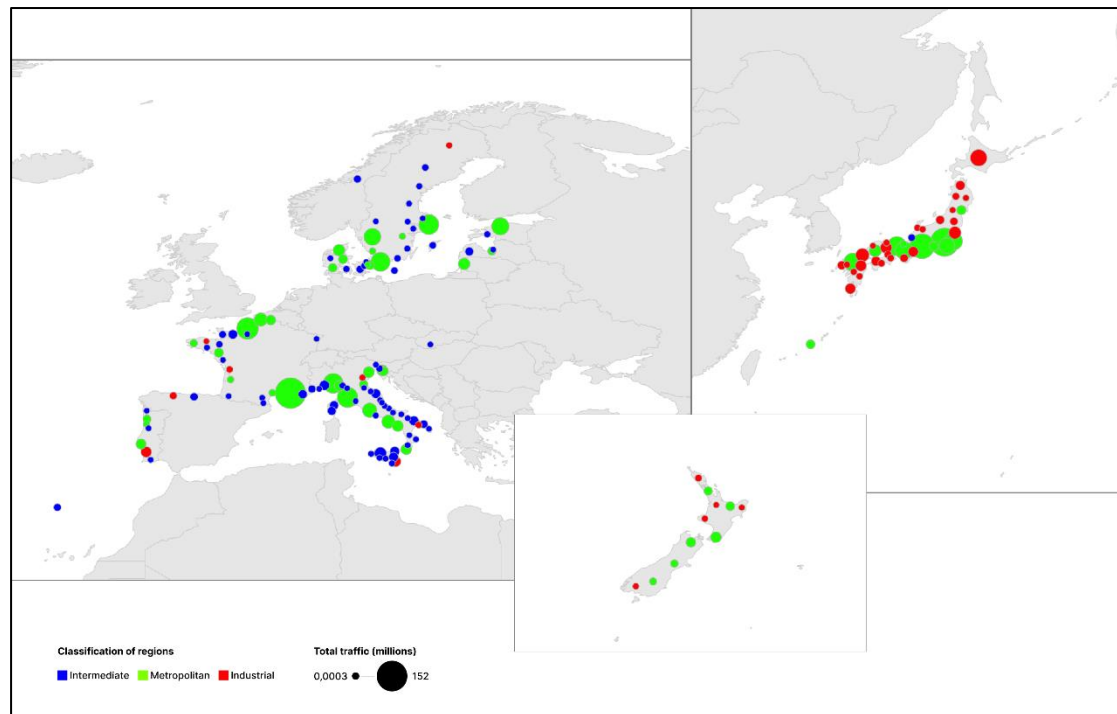 Classification of regions
Intermediate Metropolitan Industrial
Total traffic (millions)
0,0003 152